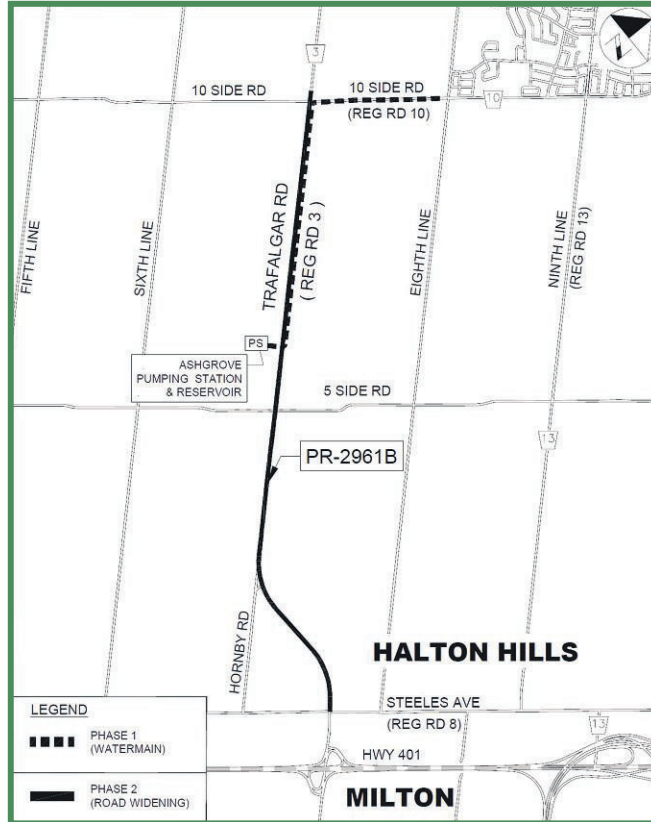 3
10 SIDE RD
10 SIDE RD
10
(REG RD 10)
FIFTH LINE
SIXTH LINE
TRAFALGAR RD
( REG RD 3 )
EIGHTH LINE
NINTH LINE
(REG RD 13)
PS
ASHGROVE
PUMPING STATION
& RESERVOIR
5 SIDE RD
13
PR-2961B
HORNBY RD
HALTON HILLS
STEELES AVE
(REG RD 8)
13
HWY 401
MILTON
LEGEND
PHASE 1
(WATERMAIN)
PHASE 2
(ROAD WIDENING)